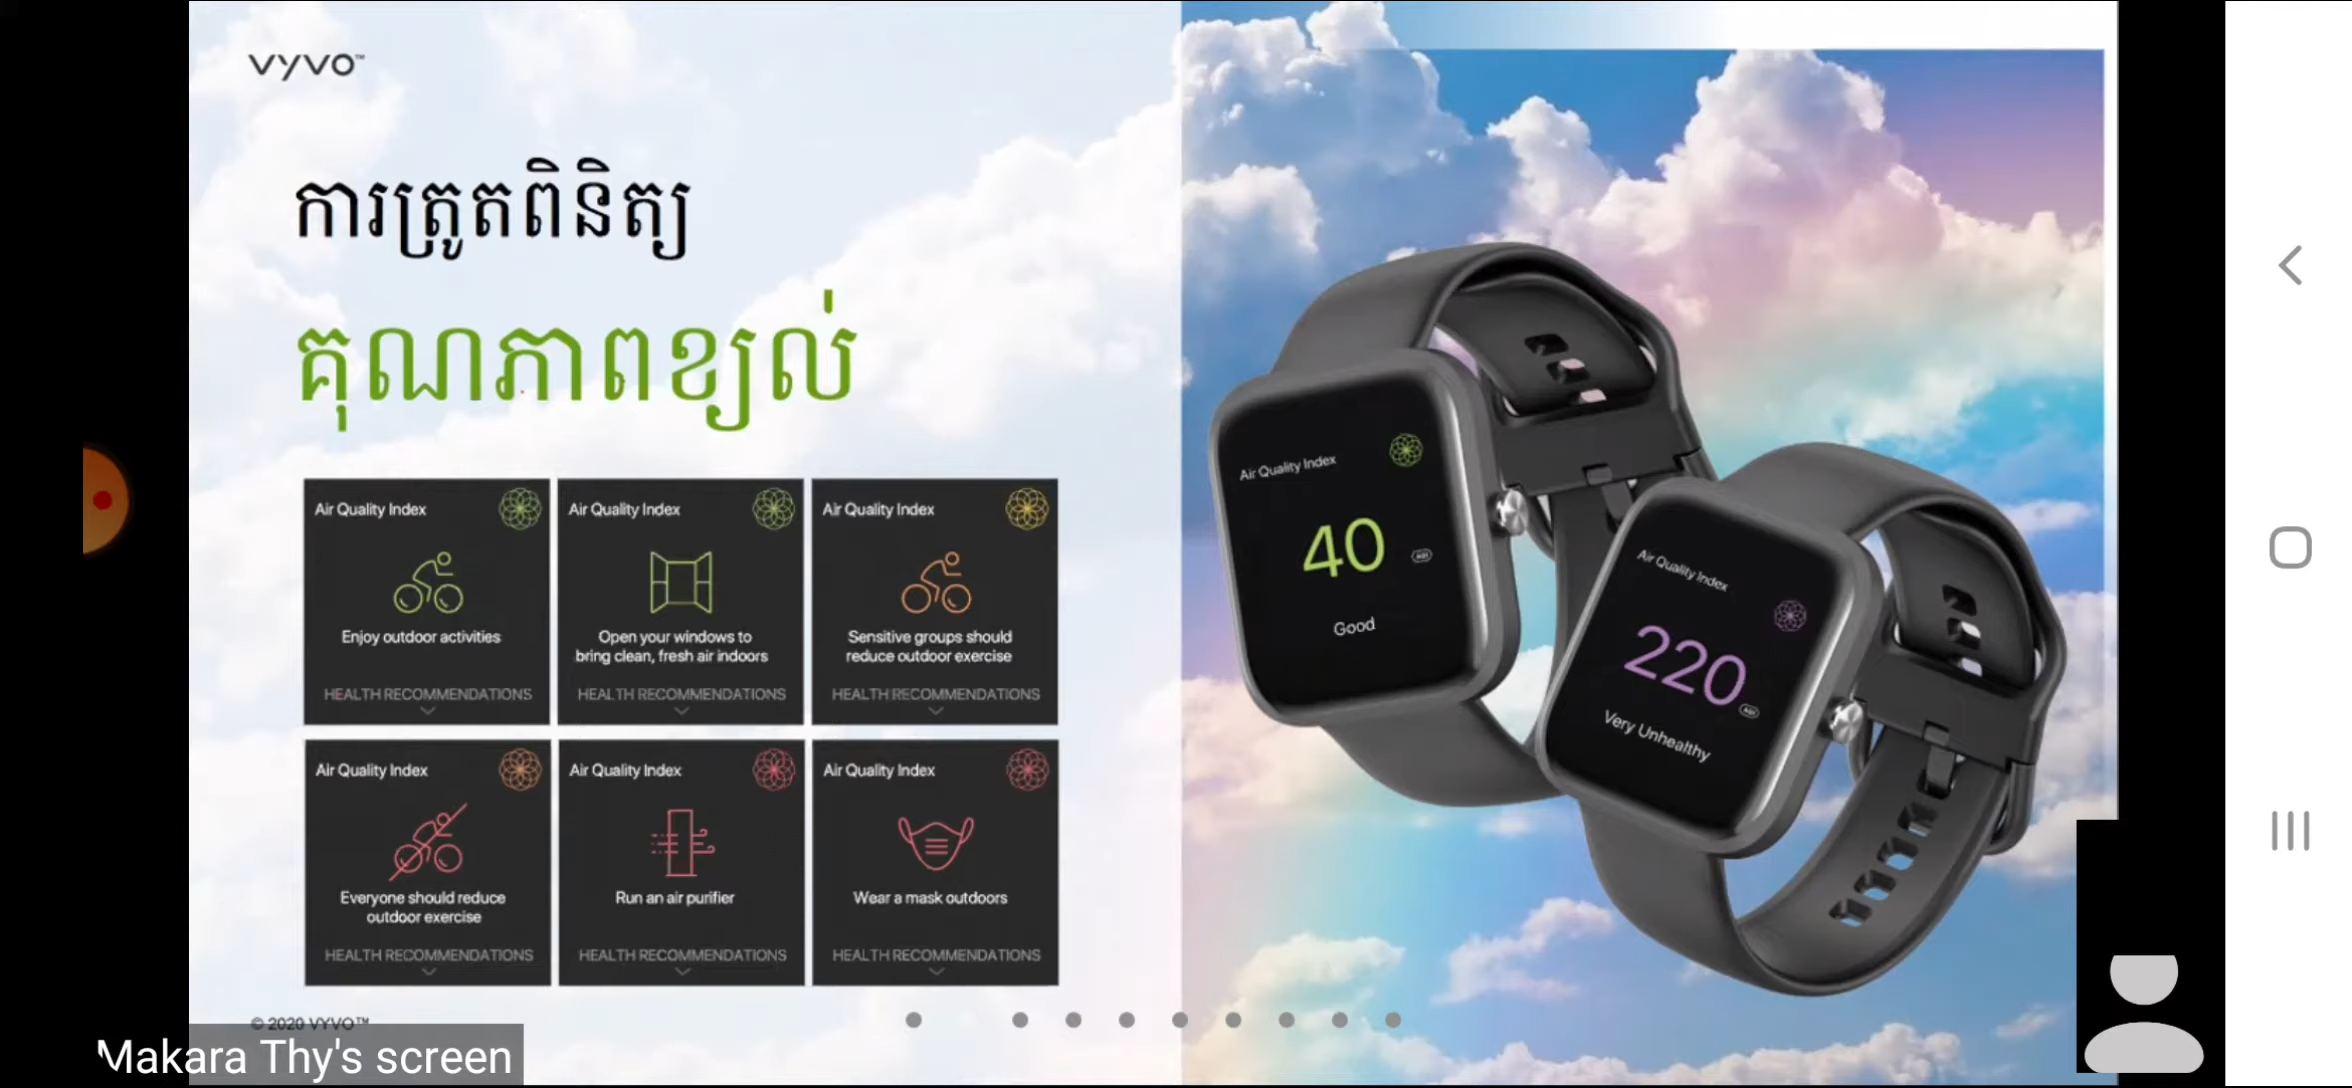 VYVO™
ការត្រួតពិនិត្យ
គុណភាពខ្យល់
Air Quality Index
Enjoy outdoor activities
HEALTH RECOMMENDATIONS
Air Quality Index
Open your windows to
bring clean, fresh air indoors
HEALTH RECOMMENDATIONS
Air Quality Index
Sensitive groups should
reduce outdoor exercise
HEALTH RECOMMENDATIONS
Air Quality Index
Everyone should reduce
outdoor exercise
HEALTH RECOMMENDATIONS
Air Quality Index
Run an air purifier
HEALTH RECOMMENDATIONS
Air Quality Index
Wear a mask outdoors
HEALTH RECOMMENDATIONS
Air Quality Index
40
AQI
Good
Air Quality Index
220
AQI
Very Unhealthy
© 2020 VYVO™
Makara Thy's screen